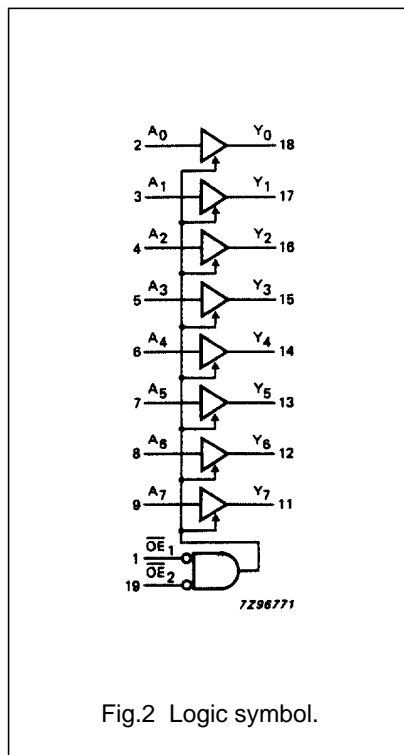 2 A0 Y0 18
3 A1 Y1 17
4 A2 Y2 16
5 A3 Y3 15
6 A4 Y4 14
7 A5 Y5 13
8 A6 Y6 12
9 A7 Y7 11
1 OE1
19 OE2
7Z96771
Fig.2 Logic symbol.